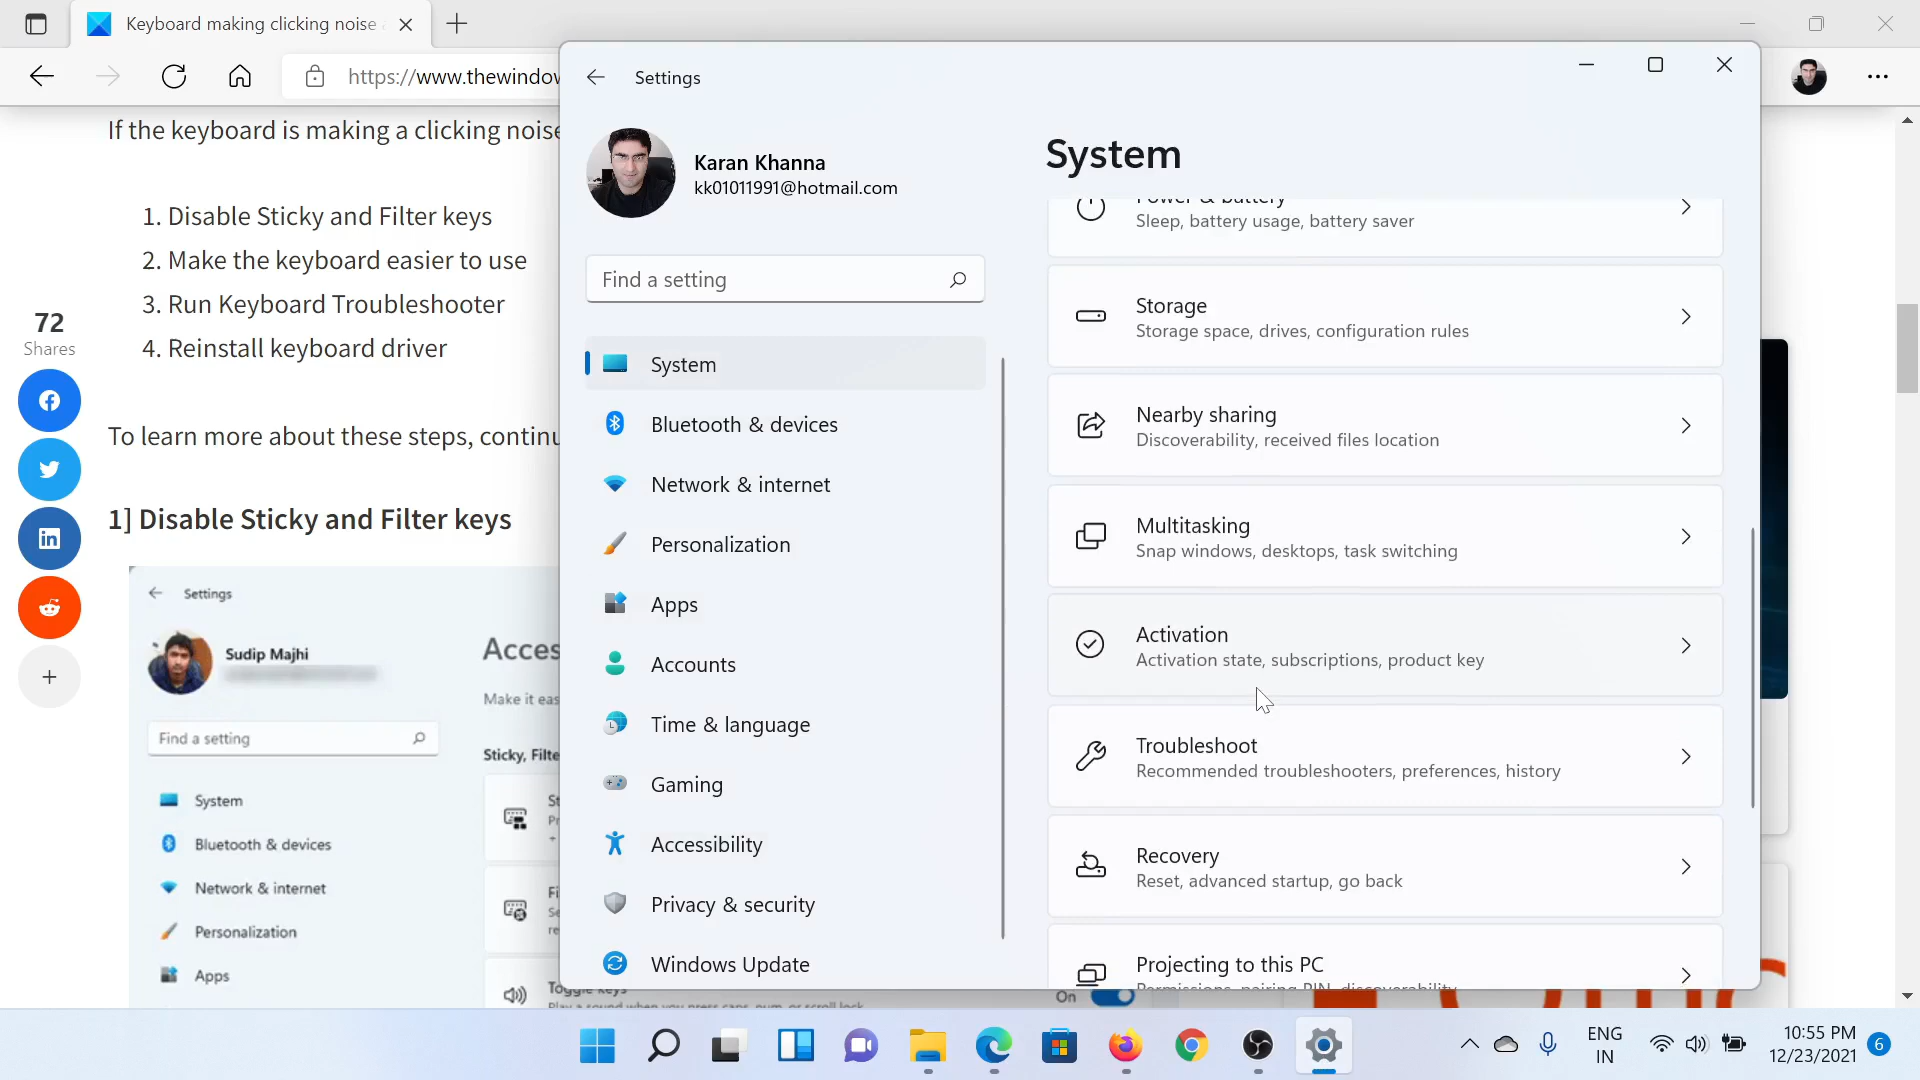 Keyboard making clicking noise
https://www.thewindow
If the keyboard is making a clicking noise
1. Disable Sticky and Filter keys
2. Make the keyboard easier to use
3. Run Keyboard Troubleshooter
4. Reinstall keyboard driver
72
Shares
To learn more about these steps, continu
1] Disable Sticky and Filter keys
Settings
Sudip Majhi
Find a setting
System
Bluetooth & devices
Network & internet
Personalization
Apps
Acces
Make it eas
Sticky, Filte
Toggle keys
On
Settings
Karan Khanna
kk01011991@hotmail.com
Find a setting
System
Bluetooth & devices
Network & internet
Personalization
Apps
Accounts
Time & language
Gaming
Accessibility
Privacy & security
Windows Update
System
Power & battery
Sleep, battery usage, battery saver
Storage
Storage space, drives, configuration rules
Nearby sharing
Discoverability, received files location
Multitasking
Snap windows, desktops, task switching
Activation
Activation state, subscriptions, product key
Troubleshoot
Recommended troubleshooters, preferences, history
Recovery
Reset, advanced startup, go back
Projecting to this PC
Permissions, pairing PIN, discoverability
ENG
IN
10:55 PM
12/23/2021
6